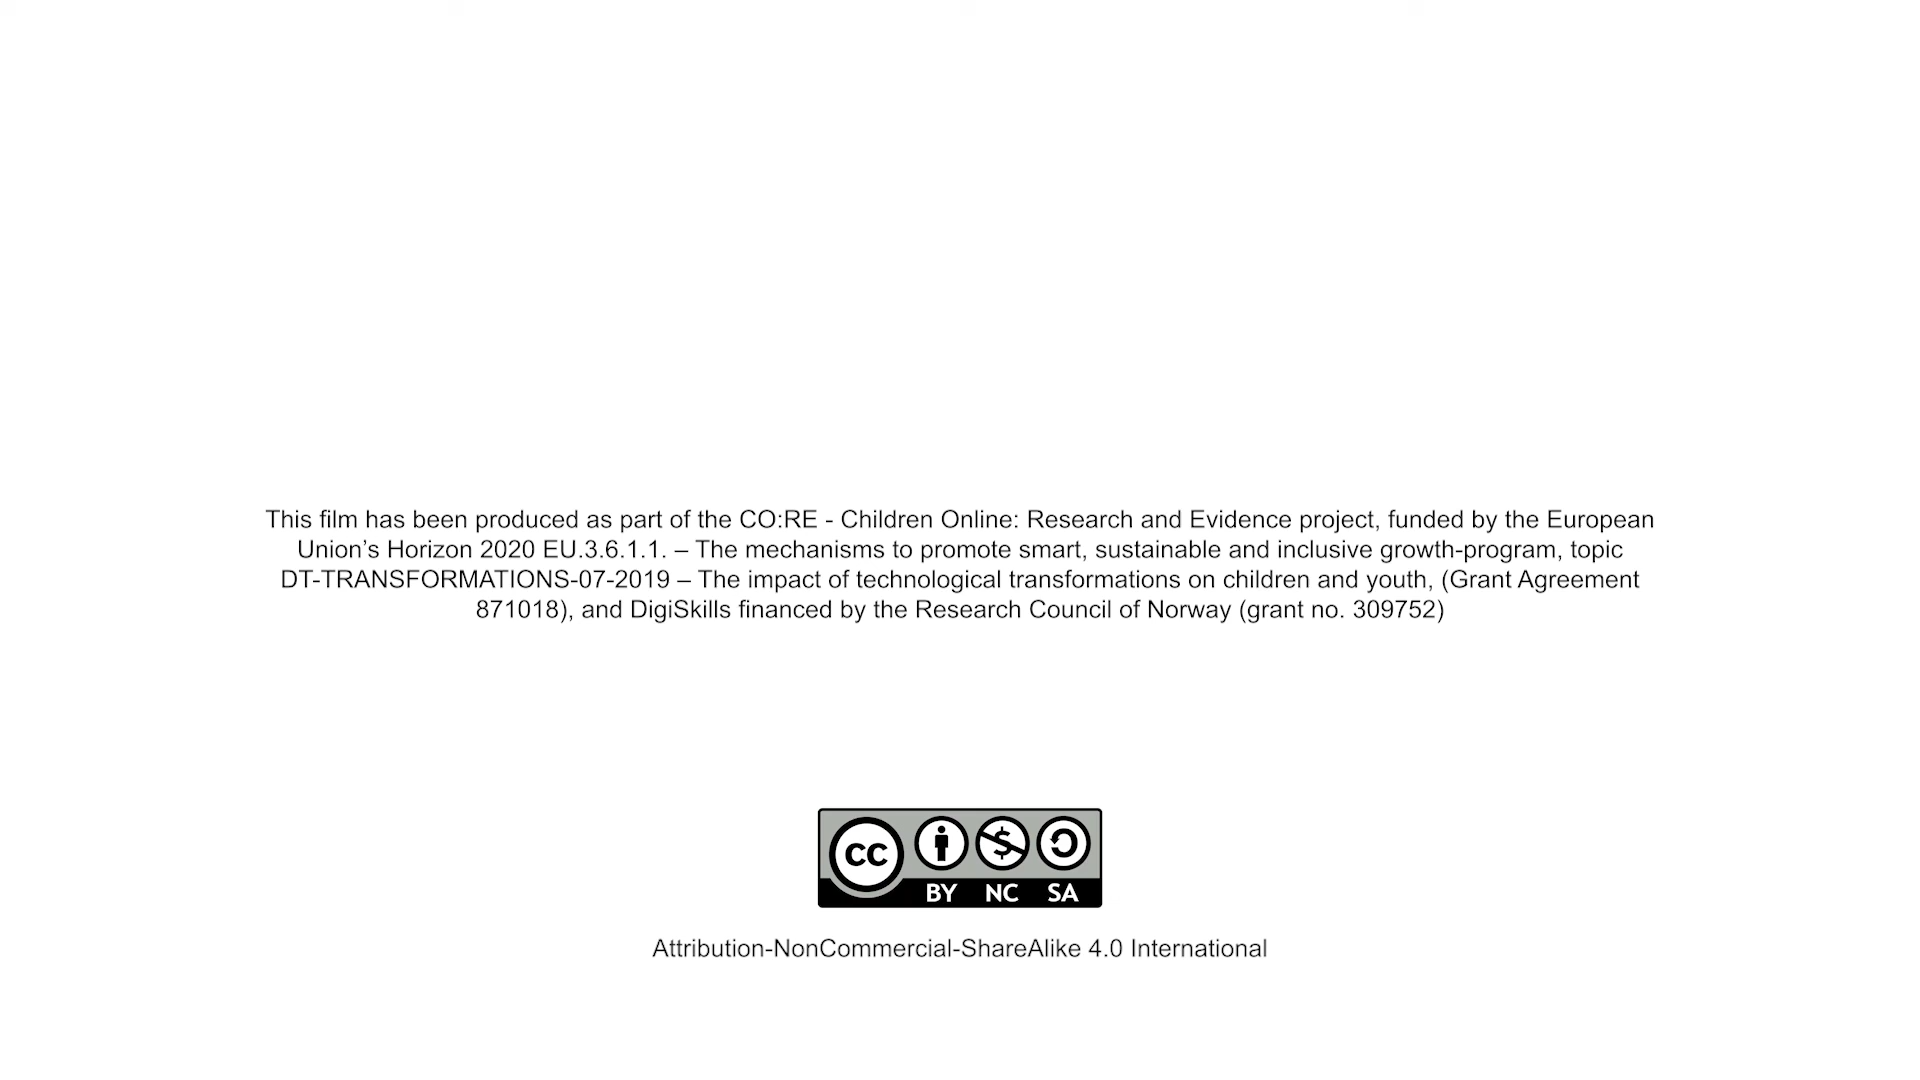 This film has been produced as part of the CO:RE - Children Online: Research and Evidence project, funded by the European
Union’s Horizon 2020 EU.3.6.1.1. – The mechanisms to promote smart, sustainable and inclusive growth-program, topic
DT-TRANSFORMATIONS-07-2019 – The impact of technological transformations on children and youth, (Grant Agreement
871018), and DigiSkills financed by the Research Council of Norway (grant no. 309752)
CC
BY NC SA
Attribution-NonCommercial-ShareAlike 4.0 International